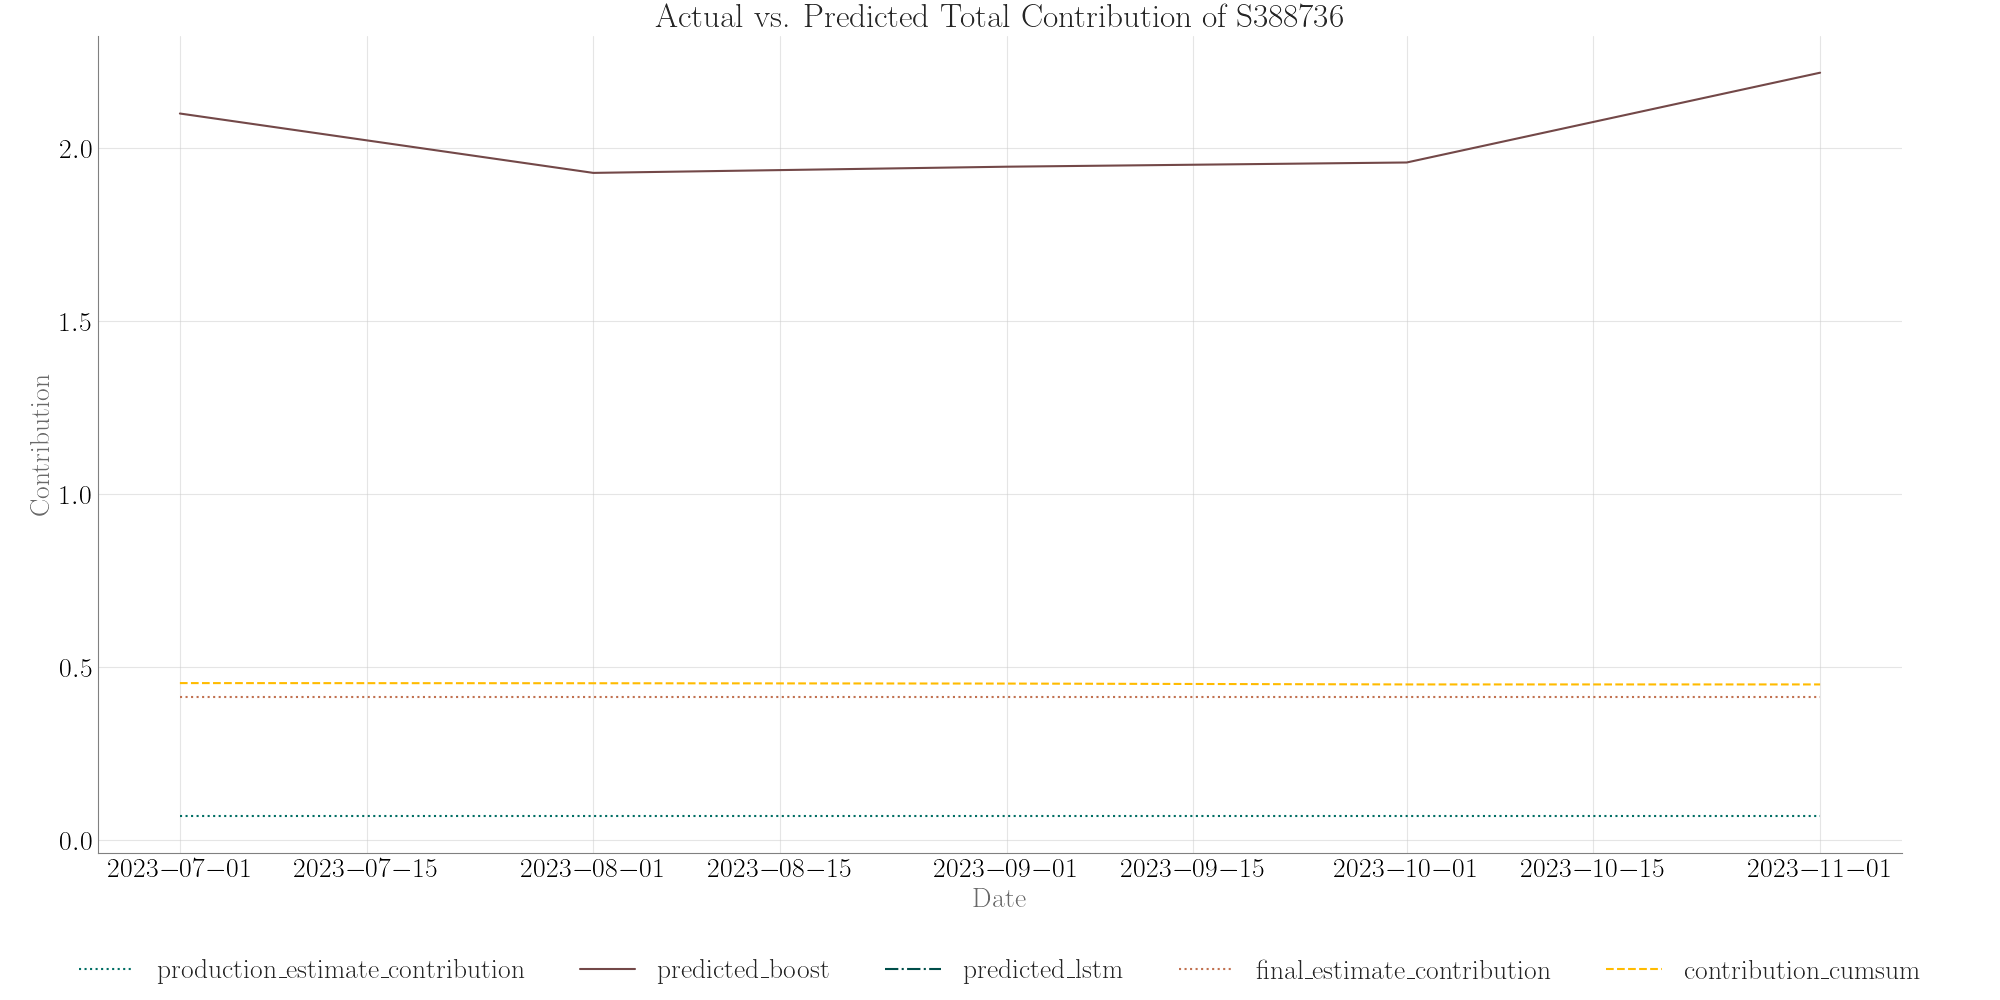 Actual vs. Predicted Total Contribution of S388736
Contribution
2.0
1.5
1.0
0.5
0.0
2023−07−01 2023−07−15 2023−08−01 2023−08−15 2023−09−01 2023−09−15 2023−10−01 2023−10−15 2023−11−01
Date
production_estimate_contribution predicted_boost predicted_lstm final_estimate_contribution contribution_cumsum